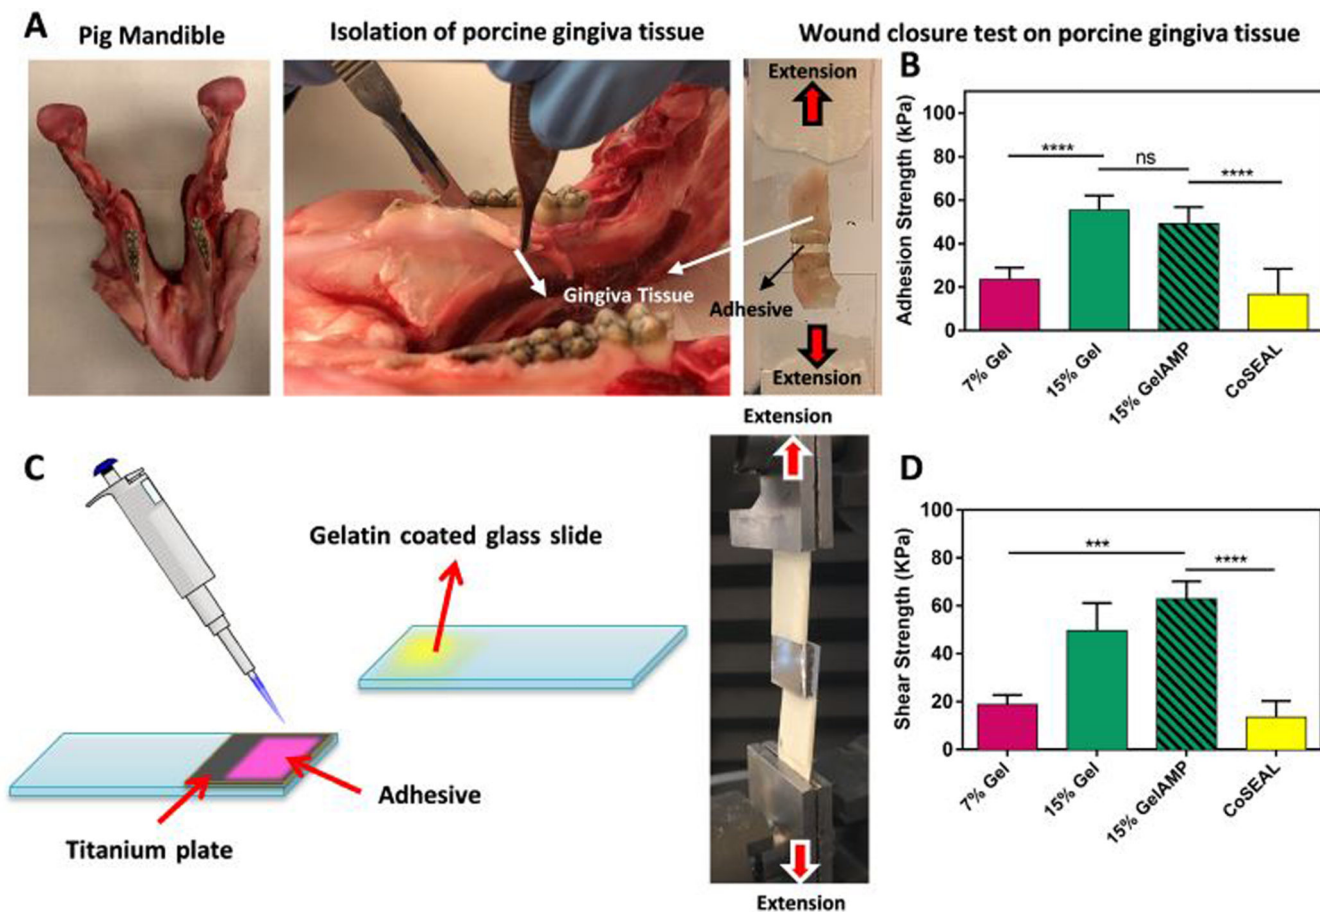 A
Pig Mandible
Isolation of porcine gingiva tissue
Wound closure test on porcine gingiva tissue
Gingiva Tissue
Extension
Adhesive
Extension
B
Adhesion Strength (kPa)
100
80
60
40
20
0
****
ns
****
7% Gel
15% Gel
15% GelAMP
CoSEAL
C
Gelatin coated glass slide
Adhesive
Titanium plate
Extension
Extension
D
Shear Strength (KPa)
100
80
60
40
20
0
***
****
7% Gel
15% Gel
15% GelAMP
CoSEAL